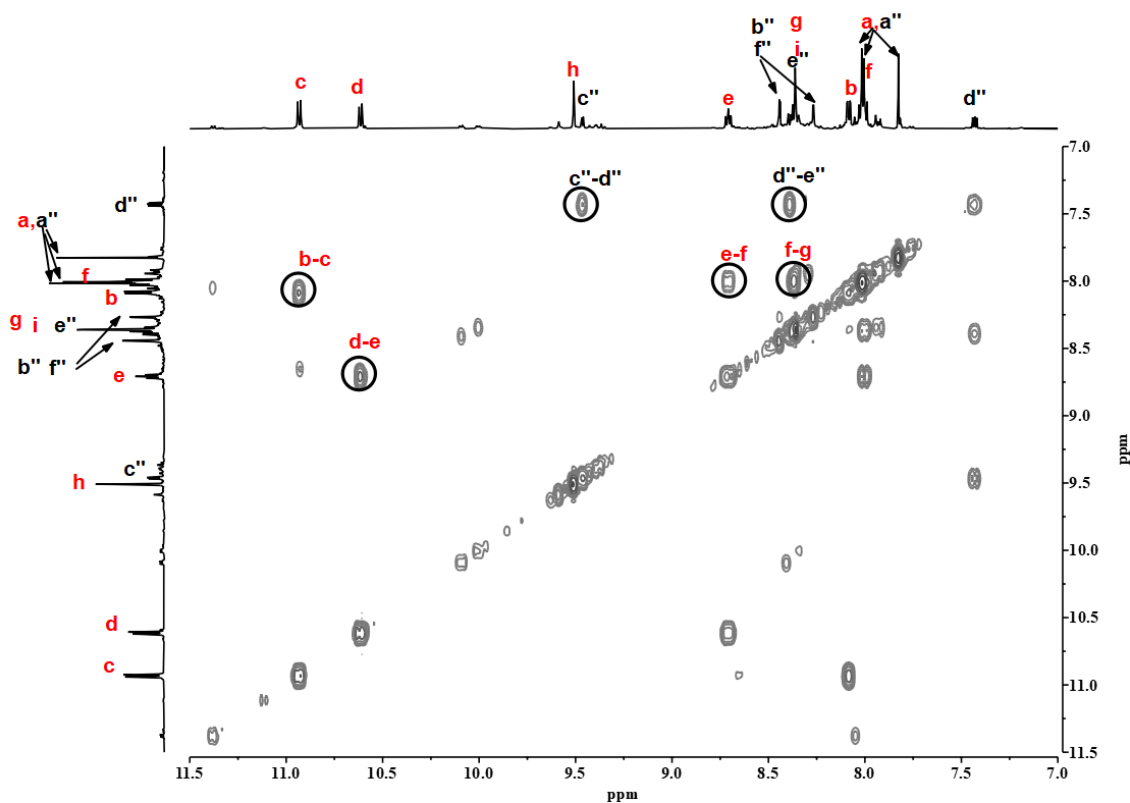 b'' g
f'' i a,a''
c d h e'' f
c'' e b d''
7.0
c''-d'' d''-e''
d'' 7.5
a,a''
b-c e-f f-g
f 8.0
b
g i e''
b'' f'' d-e 8.5
e
9.0
c''
h 9.5
10.0
d 10.5
c 11.0
11.5
ppm
11.5 11.0 10.5 10.0 9.5 9.0 8.5 8.0 7.5 7.0
ppm